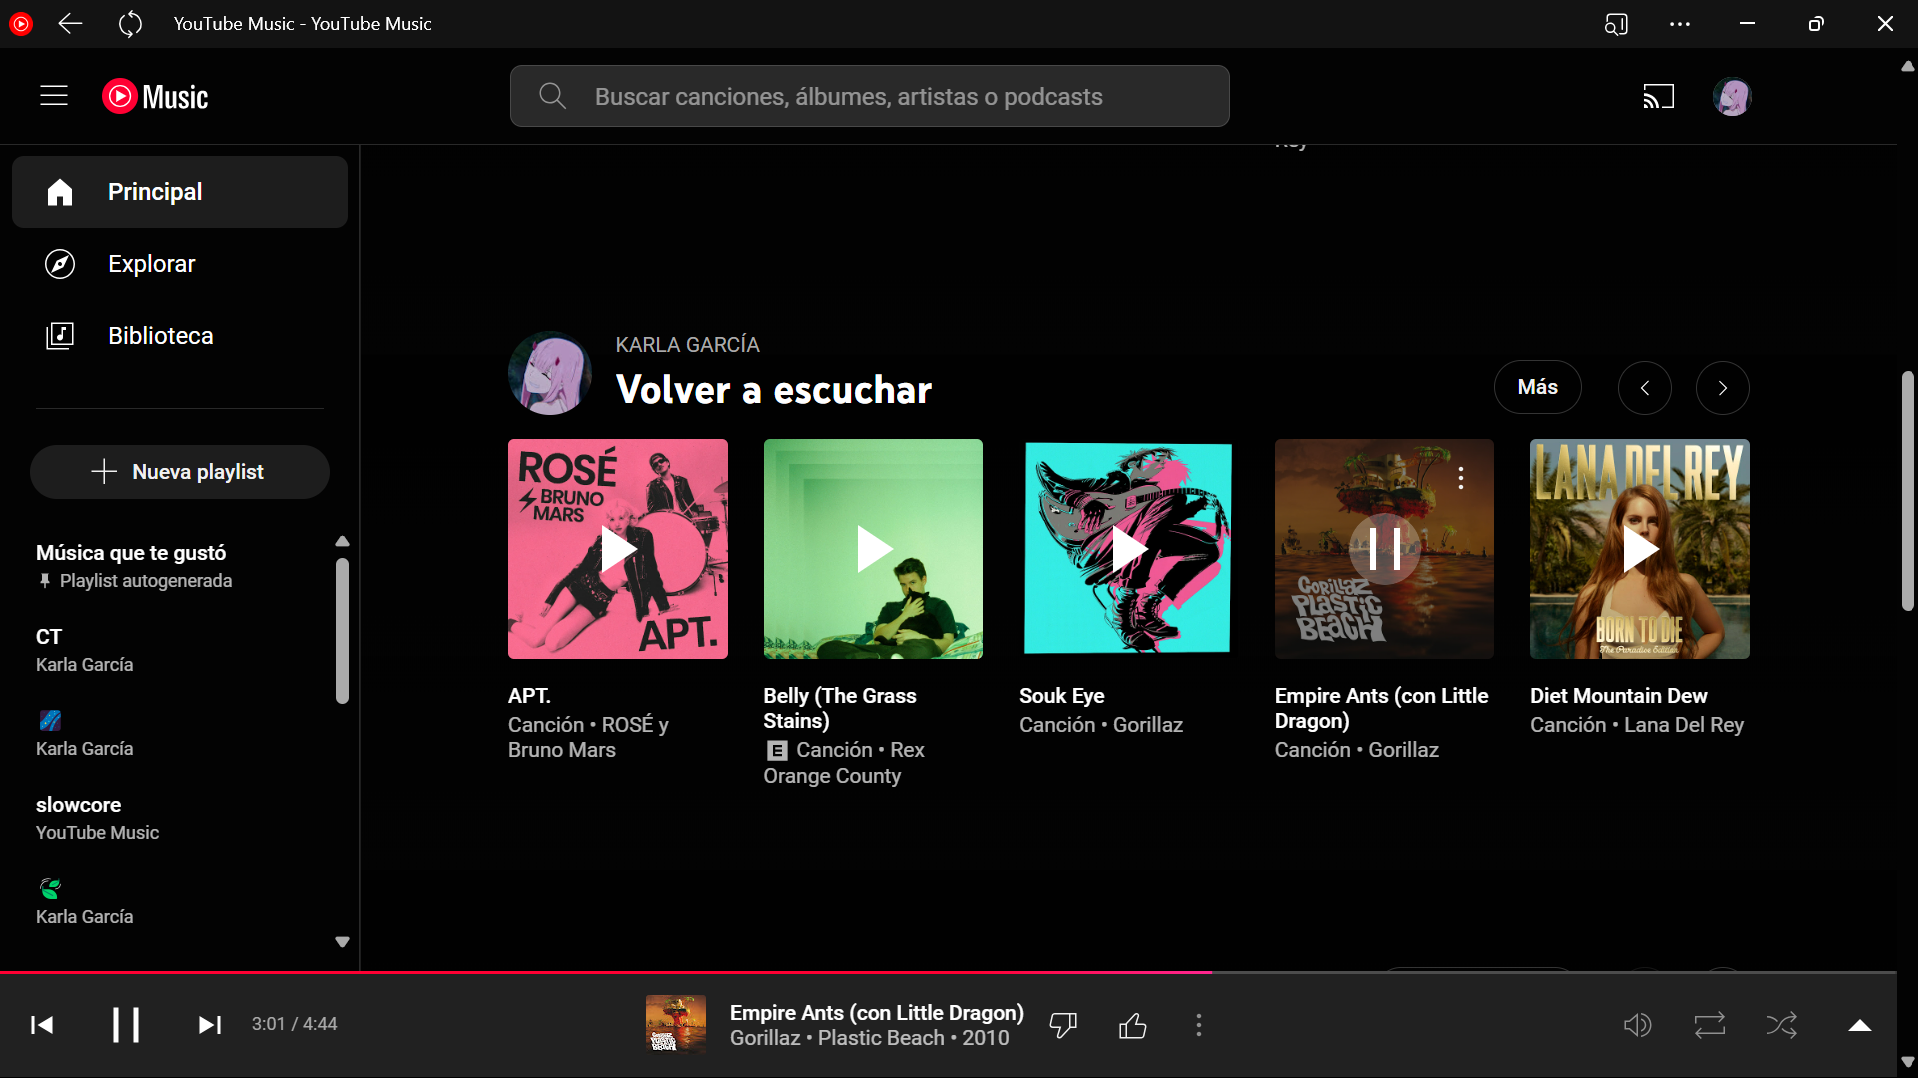 YouTube Music - YouTube Music
Music
Buscar canciones, álbumes, artistas o podcasts
Principal
Explorar
Biblioteca
Nueva playlist
Música que te gustó
Playlist autogenerada
CT
Karla García
Karla García
slowcore
YouTube Music
Karla García
KARLA GARCÍA
Volver a escuchar
Más
ROSÉ
BRUNO
MARS
APT.
GORILLAZ
PLASTIC
BEACH
LANA DEL REY
BORN TO DIE
The Paradise Edition
APT.
Canción • ROSÉ y
Bruno Mars
Belly (The Grass
Stains)
E Canción • Rex
Orange County
Souk Eye
Canción • Gorillaz
Empire Ants (con Little
Dragon)
Canción • Gorillaz
Diet Mountain Dew
Canción • Lana Del Rey
3:01 / 4:44
GORILLAZ
PLASTIC
BEACH
Empire Ants (con Little Dragon)
Gorillaz • Plastic Beach • 2010